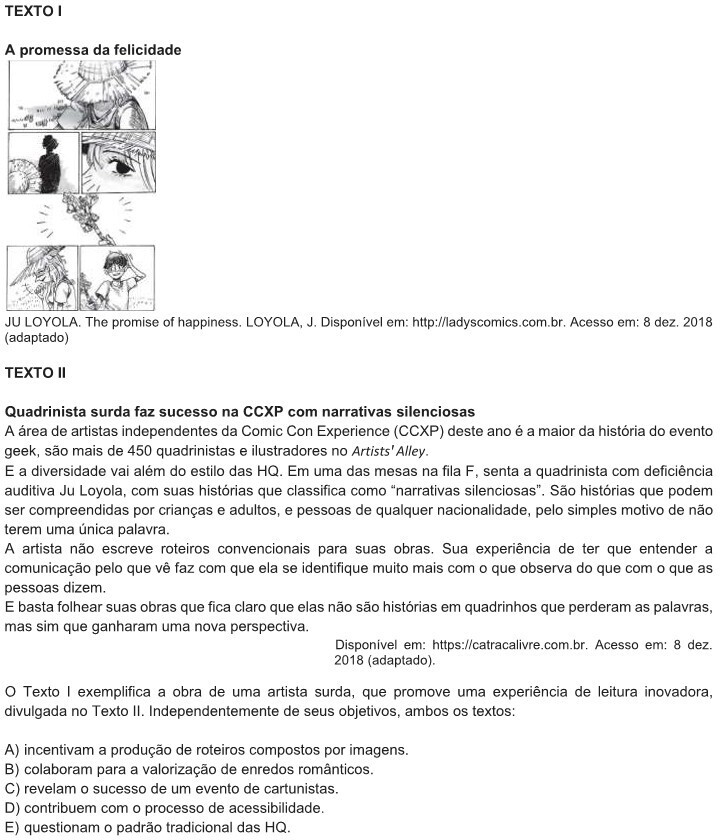 TEXTO I
A promessa da felicidade
JU LOYOLA. The promise of happiness. LOYOLA, J. Disponível em: http://ladyscomics.com.br. Acesso em: 8 dez. 2018
(adaptado)
TEXTO II
Quadrinista surda faz sucesso na CCXP com narrativas silenciosas
A área de artistas independentes da Comic Con Experience (CCXP) deste ano é a maior da história do evento
geek, são mais de 450 quadrinistas e ilustradores no Artists' Alley.
E a diversidade vai além do estilo das HQ. Em uma das mesas na fila F, senta a quadrinista com deficiência
auditiva Ju Loyola, com suas histórias que classifica como “narrativas silenciosas”. São histórias que podem
ser compreendidas por crianças e adultos, e pessoas de qualquer nacionalidade, pelo simples motivo de não
terem uma única palavra.
A artista não escreve roteiros convencionais para suas obras. Sua experiência de ter que entender a
comunicação pelo que vê faz com que ela se identifique muito mais com o que observa do que com o que as
pessoas dizem.
E basta folhear suas obras que fica claro que elas não são histórias em quadrinhos que perderam as palavras,
mas sim que ganharam uma nova perspectiva.
Disponível em: https://catracalivre.com.br. Acesso em: 8 dez.
2018 (adaptado).
O Texto I exemplifica a obra de uma artista surda, que promove uma experiência de leitura inovadora,
divulgada no Texto II. Independentemente de seus objetivos, ambos os textos:
A) incentivam a produção de roteiros compostos por imagens.
B) colaboram para a valorização de enredos românticos.
C) revelam o sucesso de um evento de cartunistas.
D) contribuem com o processo de acessibilidade.
E) questionam o padrão tradicional das HQ.